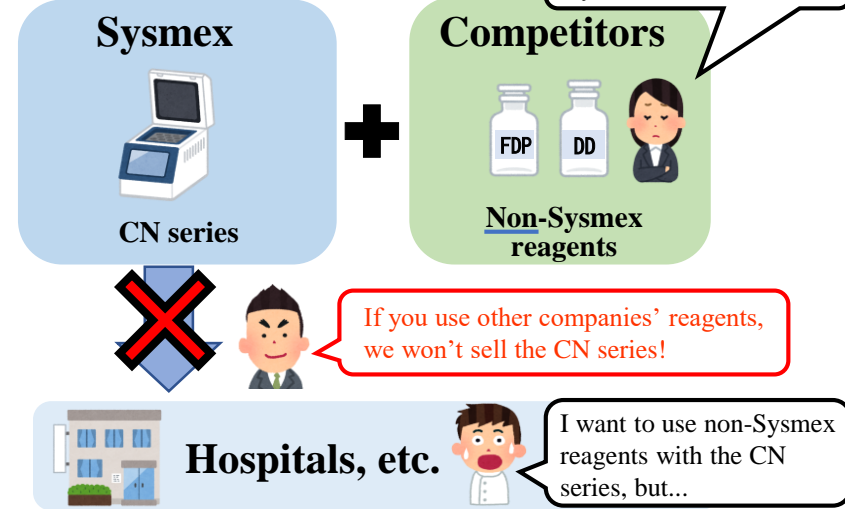 Sysmex
Competitors
FDP
DD
CN series
Non-Sysmex
reagents
If you use other companies’ reagents,
we won’t sell the CN series!
Hospitals, etc.
I want to use non-Sysmex
reagents with the CN
series, but...